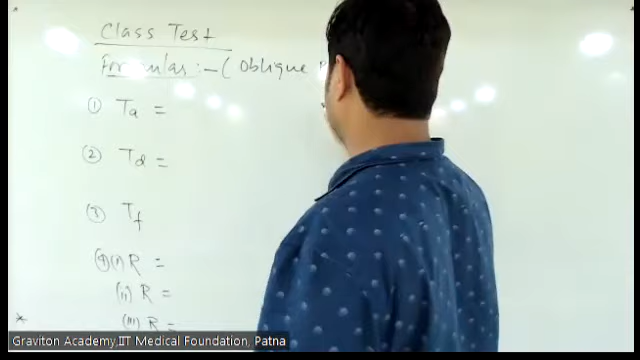 Class Test
Formulas:-( Oblique P
① Ta =
② Td =
③ Tf
④(i) R =
(ii) R =
* (iii) R =
Graviton Academy,IIT Medical Foundation, Patna